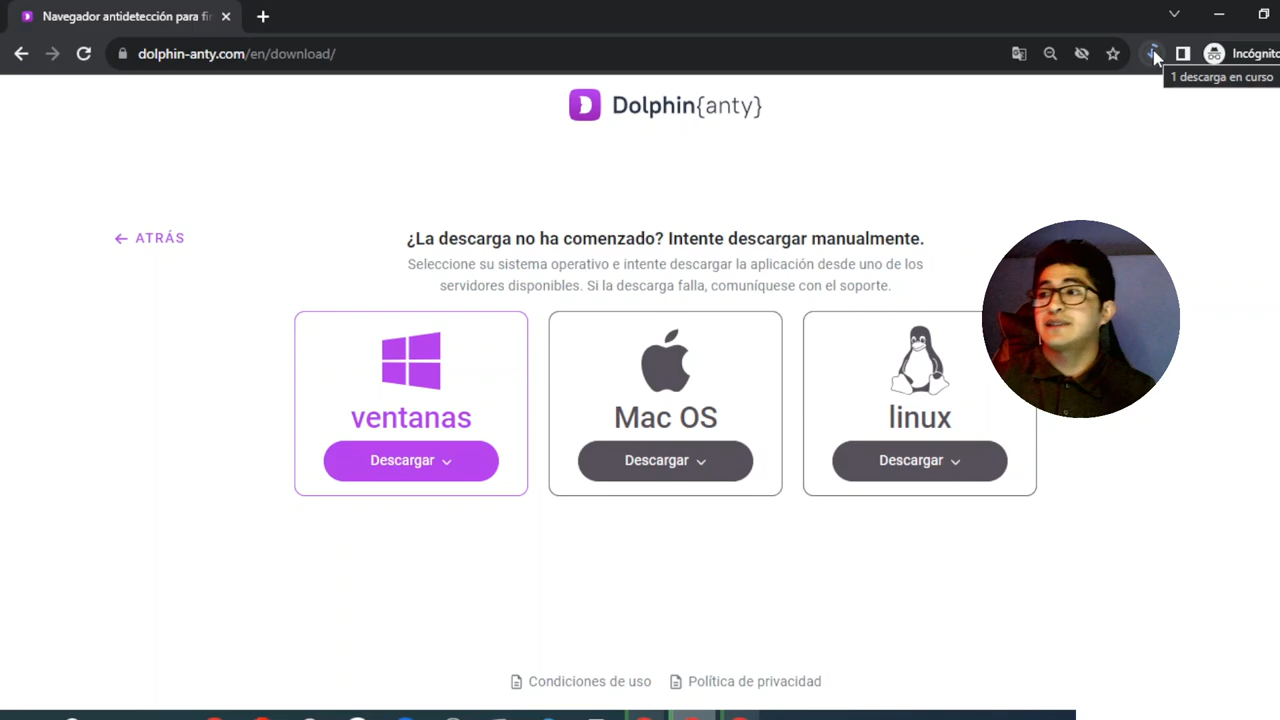 Navegador antidetección para fi
dolphin-anty.com/en/download/
Incógnito
1 descarga en curso
Dolphin{anty}
ATRÁS
¿La descarga no ha comenzado? Intente descargar manualmente.
Seleccione su sistema operativo e intente descargar la aplicación desde uno de los
servidores disponibles. Si la descarga falla, comuníquese con el soporte.
ventanas
Mac OS
linux
Descargar
Descargar
Descargar
Condiciones de uso
Política de privacidad